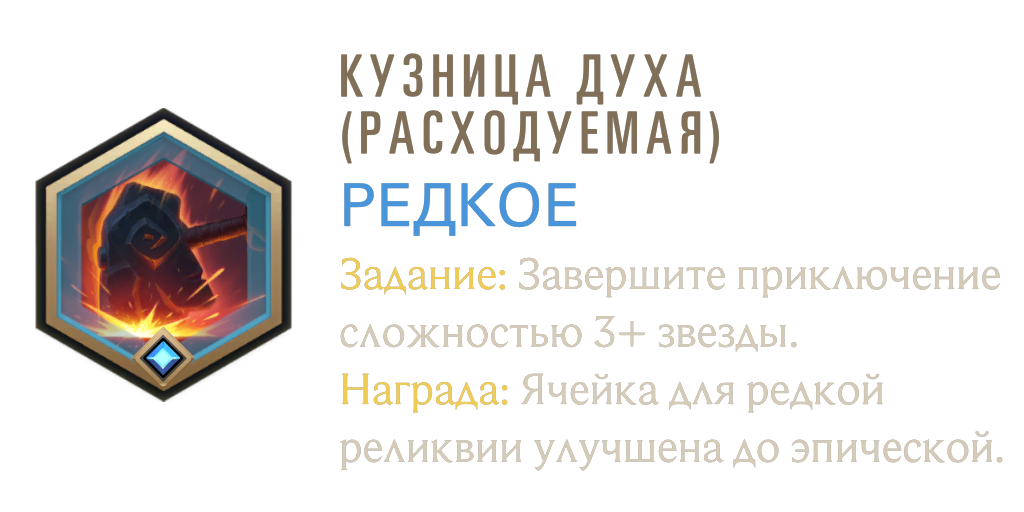 КУЗНИЦА ДУХА
(РАСХОДУЕМАЯ)
РЕДКОЕ
Задание: Завершите приключение
сложностью 3+ звезды.
Награда: Ячейка для редкой
реликвии улучшена до эпической.